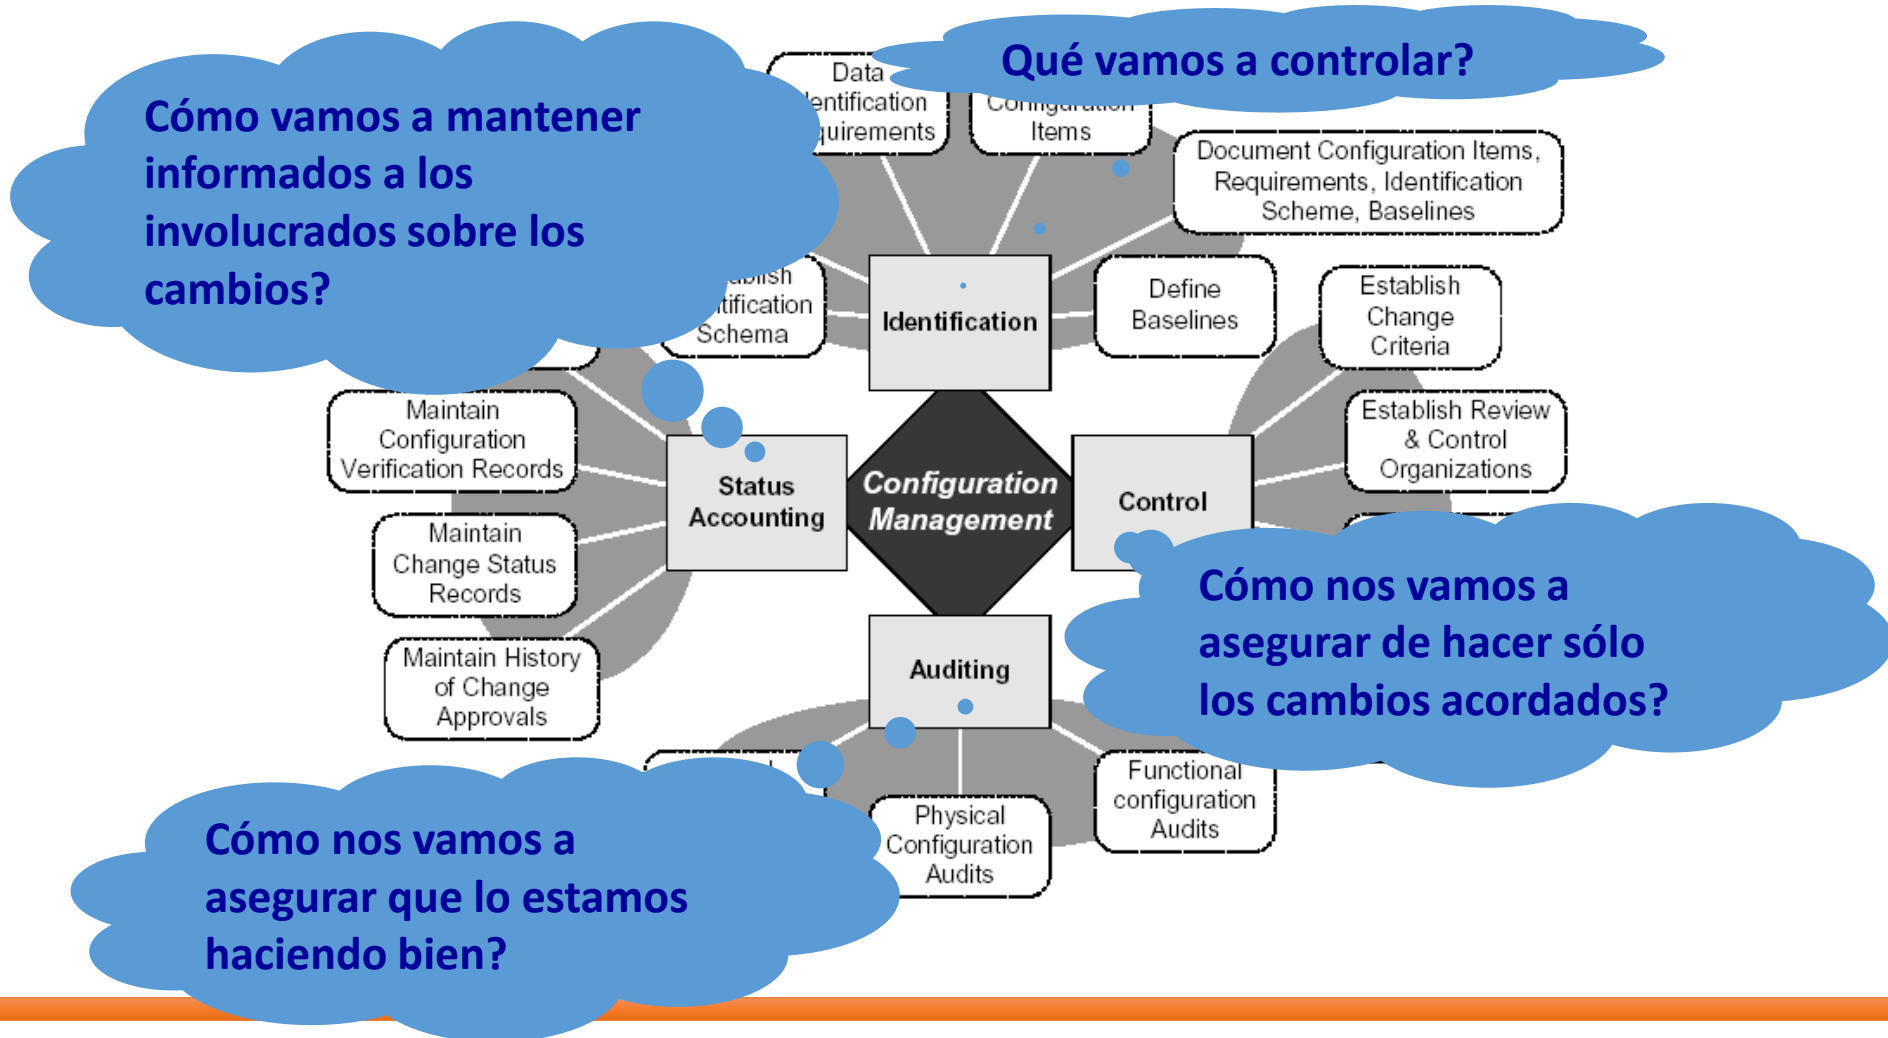 Qué vamos a controlar?
Cómo vamos a mantener
informados a los
involucrados sobre los
cambios?
Data
Requirements
Configuration
Items
Document Configuration Items,
Requirements, Identification
Scheme, Baselines
Schema
Identification
Define
Baselines
Establish
Change
Criteria
Maintain
Configuration
Verification Records
Establish Review
& Control
Organizations
Status
Accounting
Configuration
Management
Control
Maintain
Change Status
Records
Cómo nos vamos a
asegurar de hacer sólo
los cambios acordados?
Maintain History
of Change
Approvals
Auditing
Functional
configuration
Audits
Physical
Configuration
Audits
Cómo nos vamos a
asegurar que lo estamos
haciendo bien?